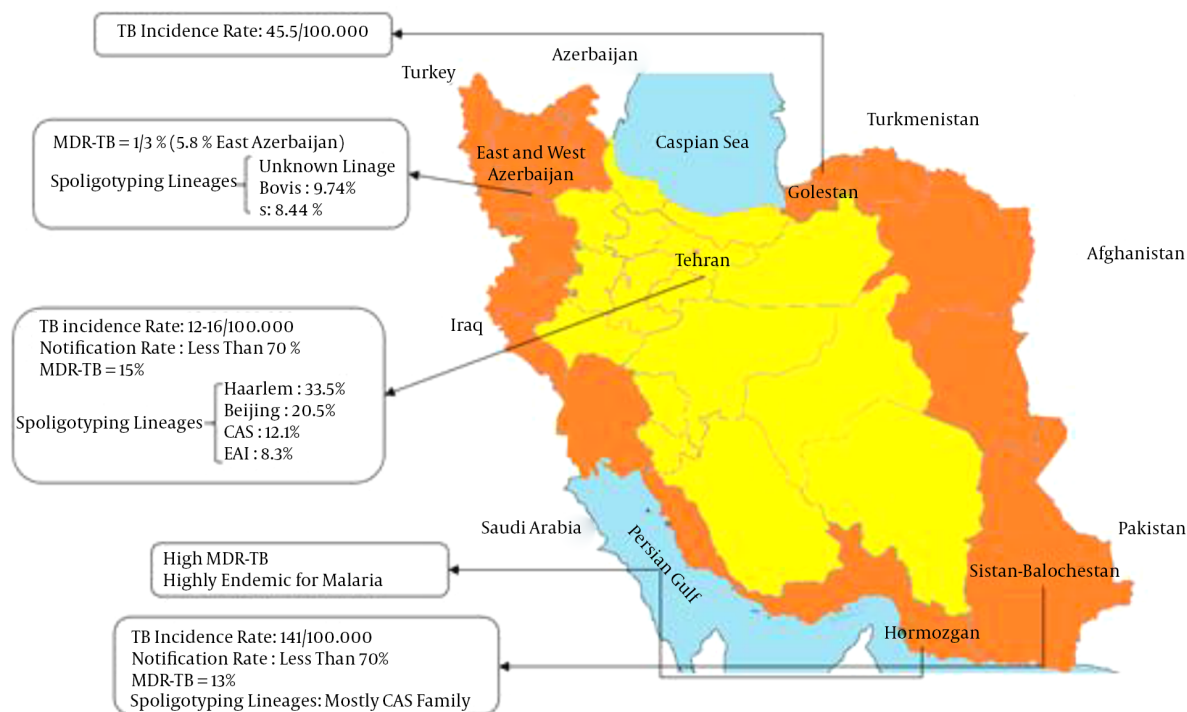 TB Incidence Rate: 45.5/100.000
Azerbaijan
Turkey
Turkmenistan
Caspian Sea
MDR-TB = 1/3 % (5.8 % East Azerbaijan)
Spoligotyping Lineages
Unknown Linage
Bovis : 9.74%
s: 8.44 %
East and West
Azerbaijan
Golestan
Afghanistan
Tehran
Iraq
TB incidence Rate: 12-16/100.000
Notification Rate : Less Than 70 %
MDR-TB = 15%
Spoligotyping Lineages
Haarlem : 33.5%
Beijing : 20.5%
CAS : 12.1%
EAI : 8.3%
Saudi Arabia
Persian Gulf
Pakistan
High MDR-TB
Highly Endemic for Malaria
Sistan-Balochestan
Hormozgan
TB Incidence Rate: 141/100.000
Notification Rate : Less Than 70%
MDR-TB = 13%
Spoligotyping Lineages: Mostly CAS Family